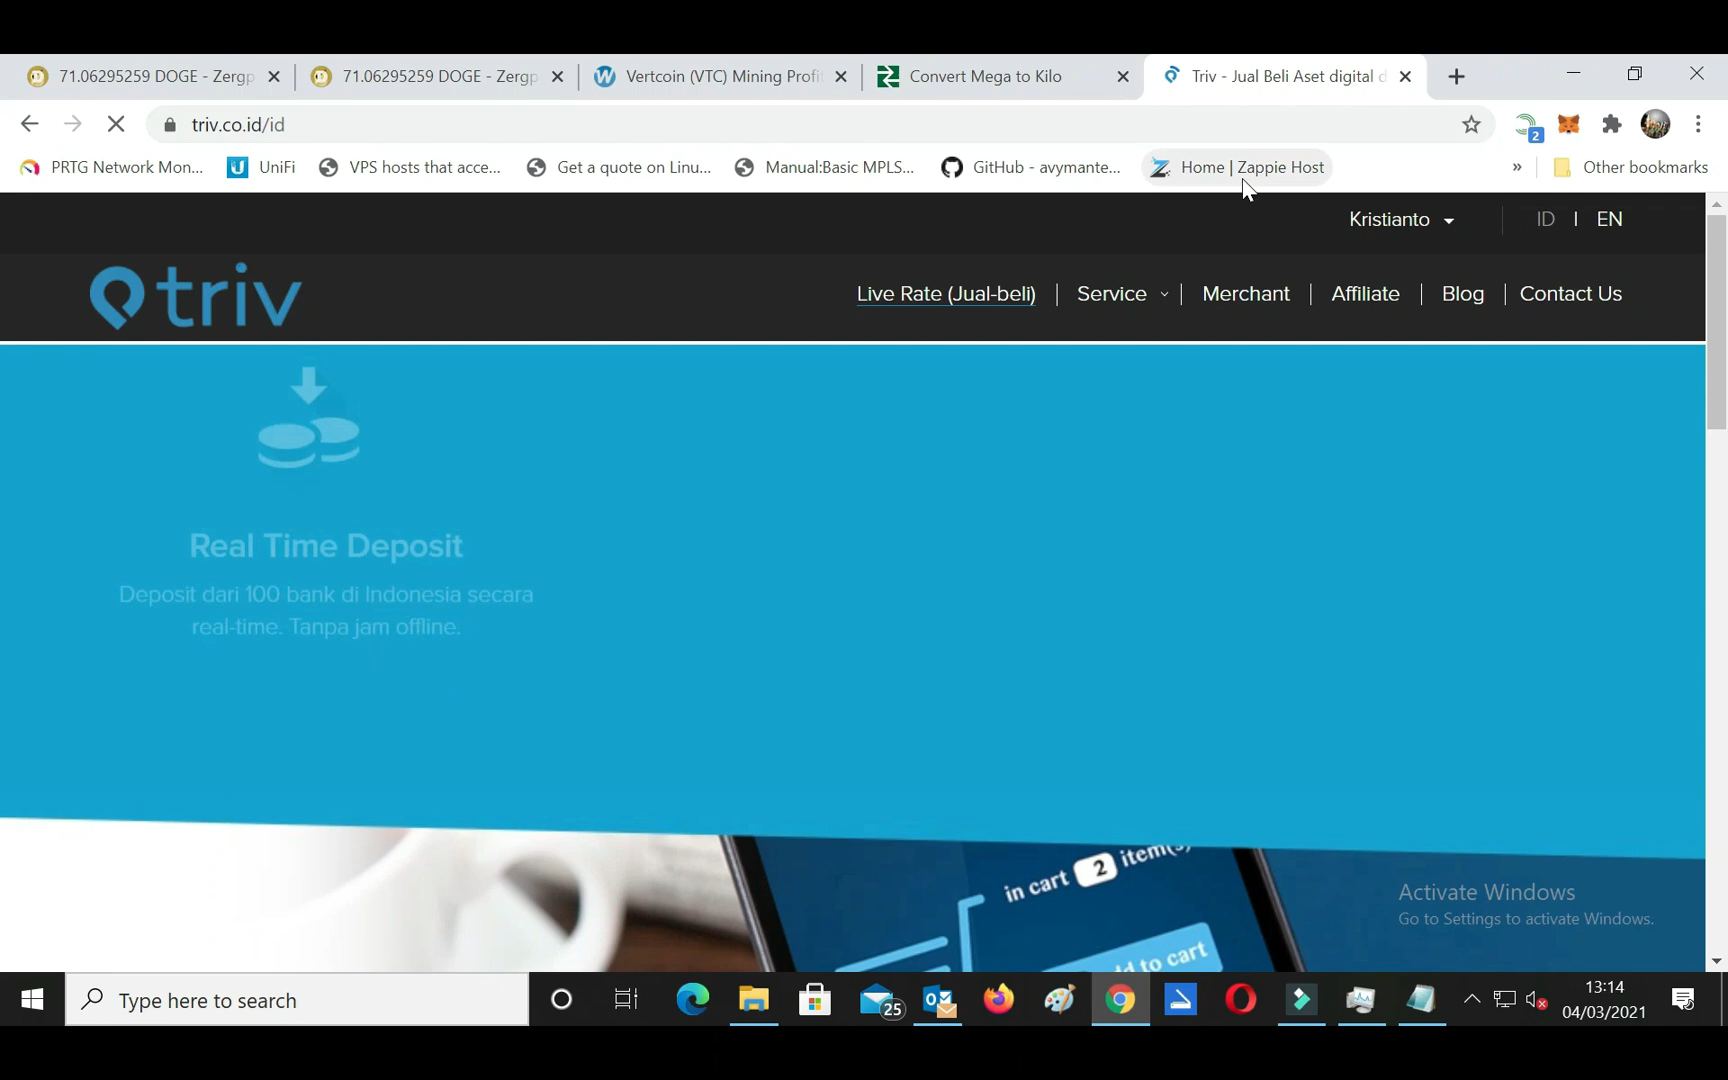 71.06295259 DOGE - Zergp
71.06295259 DOGE - Zergp
Vertcoin (VTC) Mining Profi
Convert Mega to Kilo
Triv - Jual Beli Aset digital d
triv.co.id/id
2
PRTG Network Mon...
UniFi
VPS hosts that acce...
Get a quote on Linu...
Manual:Basic MPLS...
GitHub - avymante...
Home | Zappie Host
»
Other bookmarks
Kristianto
ID | EN
triv
Live Rate (Jual-beli) | Service | Merchant | Affiliate | Blog | Contact Us
Real Time Deposit
Deposit dari 100 bank di Indonesia secara
real-time. Tanpa jam offline.
in cart 2 item(s)
to cart
Activate Windows
Go to Settings to activate Windows.
Type here to search
25
13:14
04/03/2021